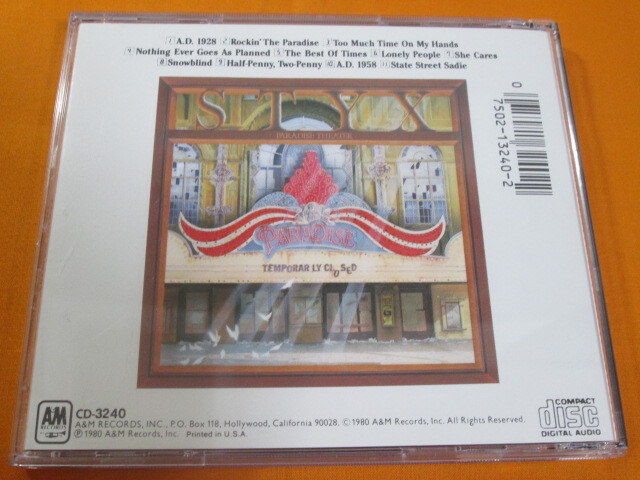 1 A.D. 1928 2 Rockin' The Paradise 3 Too Much Time On My Hands
4 Nothing Ever Goes As Planned 5 The Best Of Times 6 Lonely People 7 She Cares
8 Snowblind 9 Half-Penny, Two-Penny 10 A.D. 1958 11 State Street Sadie
0
7502-13240-2
STYX
PARADISE THEATER
PARADISE
TEMPORARILY CLOSED
A&M
RECORDS
CD-3240
A&M RECORDS, INC., P.O. Box 118, Hollywood, California 90028. © 1980 A&M Records, Inc. All Rights Reserved.
℗ 1980 A&M Records, Inc. Printed in U.S.A.
COMPACT
disc
DIGITAL AUDIO